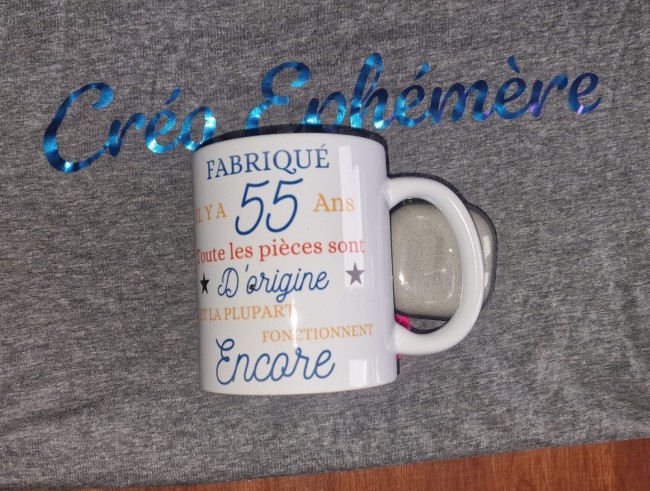 Créa Ephémère
FABRIQUÉ
IL Y A 55 Ans
Toute les pièces sont
D'origine
ET LA PLUPART
FONCTIONNENT
Encore